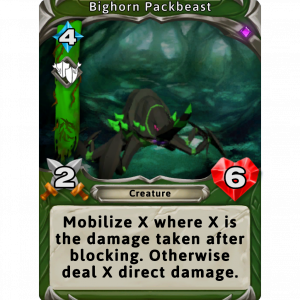 Bighorn Packbeast
4
2
Creature
6
Mobilize X where X is
the damage taken after
blocking. Otherwise
deal X direct damage.